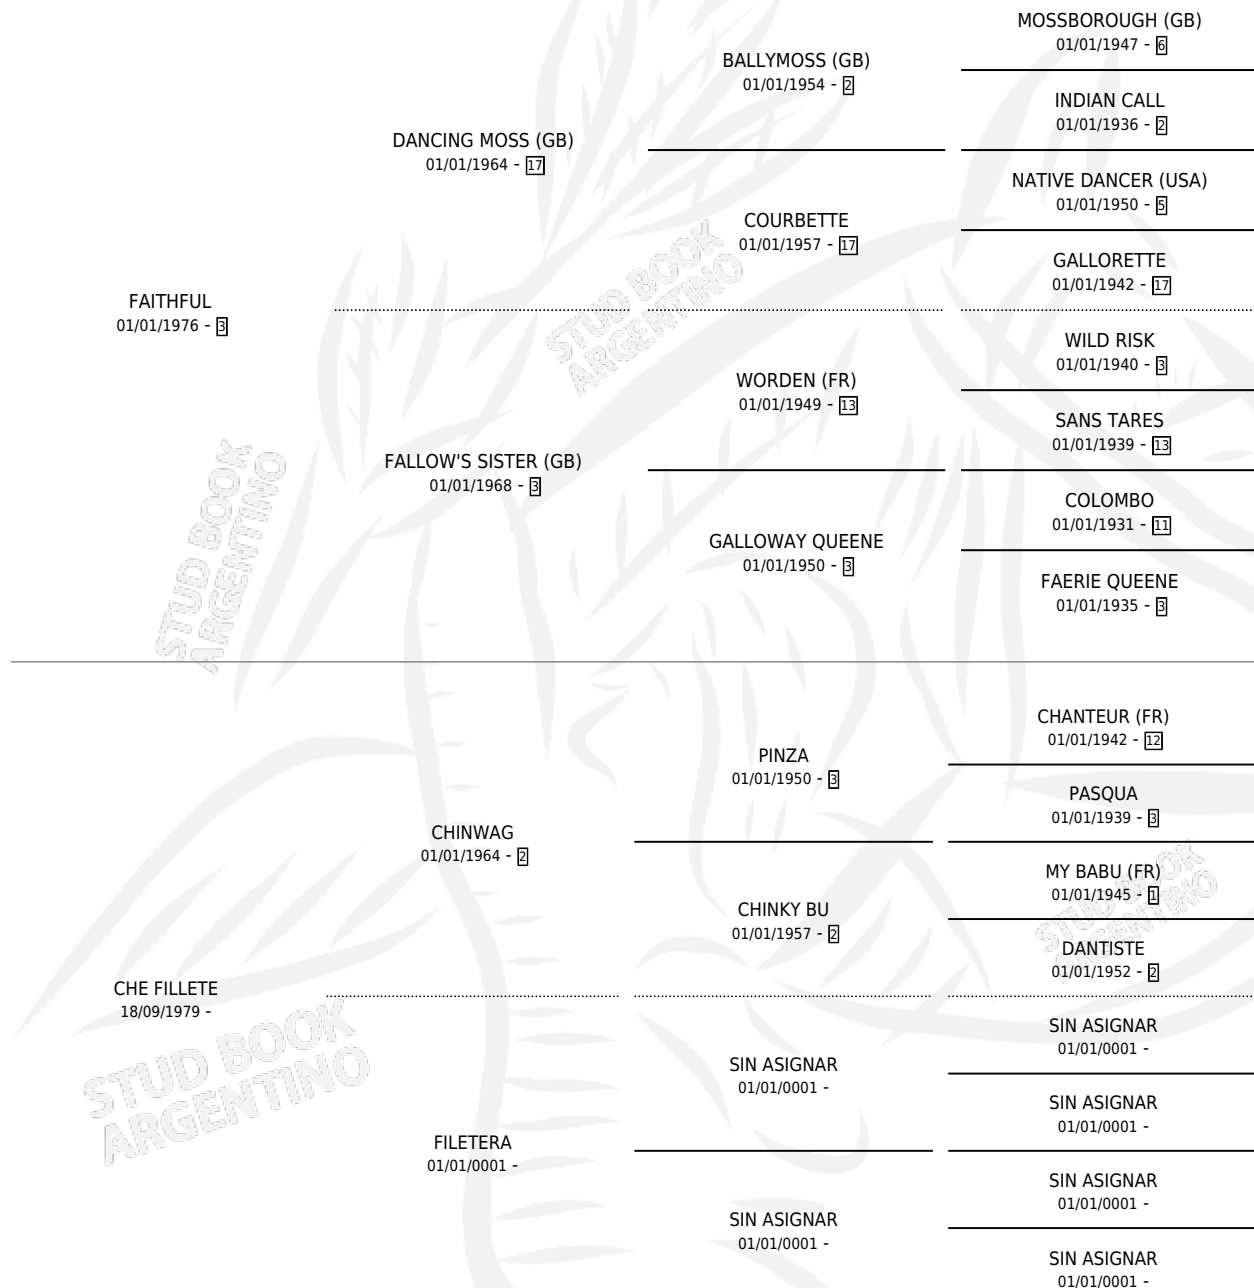 MOSSBOROUGH (GB)
01/01/1947 - 6
BALLYMOSS (GB)
01/01/1954 - 2
INDIAN CALL
01/01/1936 - 2
DANCING MOSS (GB)
01/01/1964 - 17
NATIVE DANCER (USA)
01/01/1950 - 5
COURBETTE
01/01/1957 - 17
GALLORETTE
01/01/1942 - 17
FAITHFUL
01/01/1976 - 3
WILD RISK
01/01/1940 - 3
WORDEN (FR)
01/01/1949 - 13
SANS TARES
01/01/1939 - 13
FALLOW'S SISTER (GB)
01/01/1968 - 3
COLOMBO
01/01/1931 - 11
GALLOWAY QUEENE
01/01/1950 - 3
FAERIE QUEENE
01/01/1935 - 3
CHANTEUR (FR)
01/01/1942 - 12
PINZA
01/01/1950 - 3
PASQUA
01/01/1939 - 3
CHINWAG
01/01/1964 - 2
MY BABU (FR)
01/01/1945 - 1
CHINKY BU
01/01/1957 - 2
DANTISTE
01/01/1952 - 2
CHE FILLETE
18/09/1979 -
SIN ASIGNAR
01/01/0001 -
SIN ASIGNAR
01/01/0001 -
SIN ASIGNAR
01/01/0001 -
FILETERA
01/01/0001 -
SIN ASIGNAR
01/01/0001 -
SIN ASIGNAR
01/01/0001 -
SIN ASIGNAR
01/01/0001 -
STUD BOOK
ARGENTINO
STUD BOOK
ARGENTINO
STUD BOOK
ARGENTINO
STUD BOOK
ARGENTINO